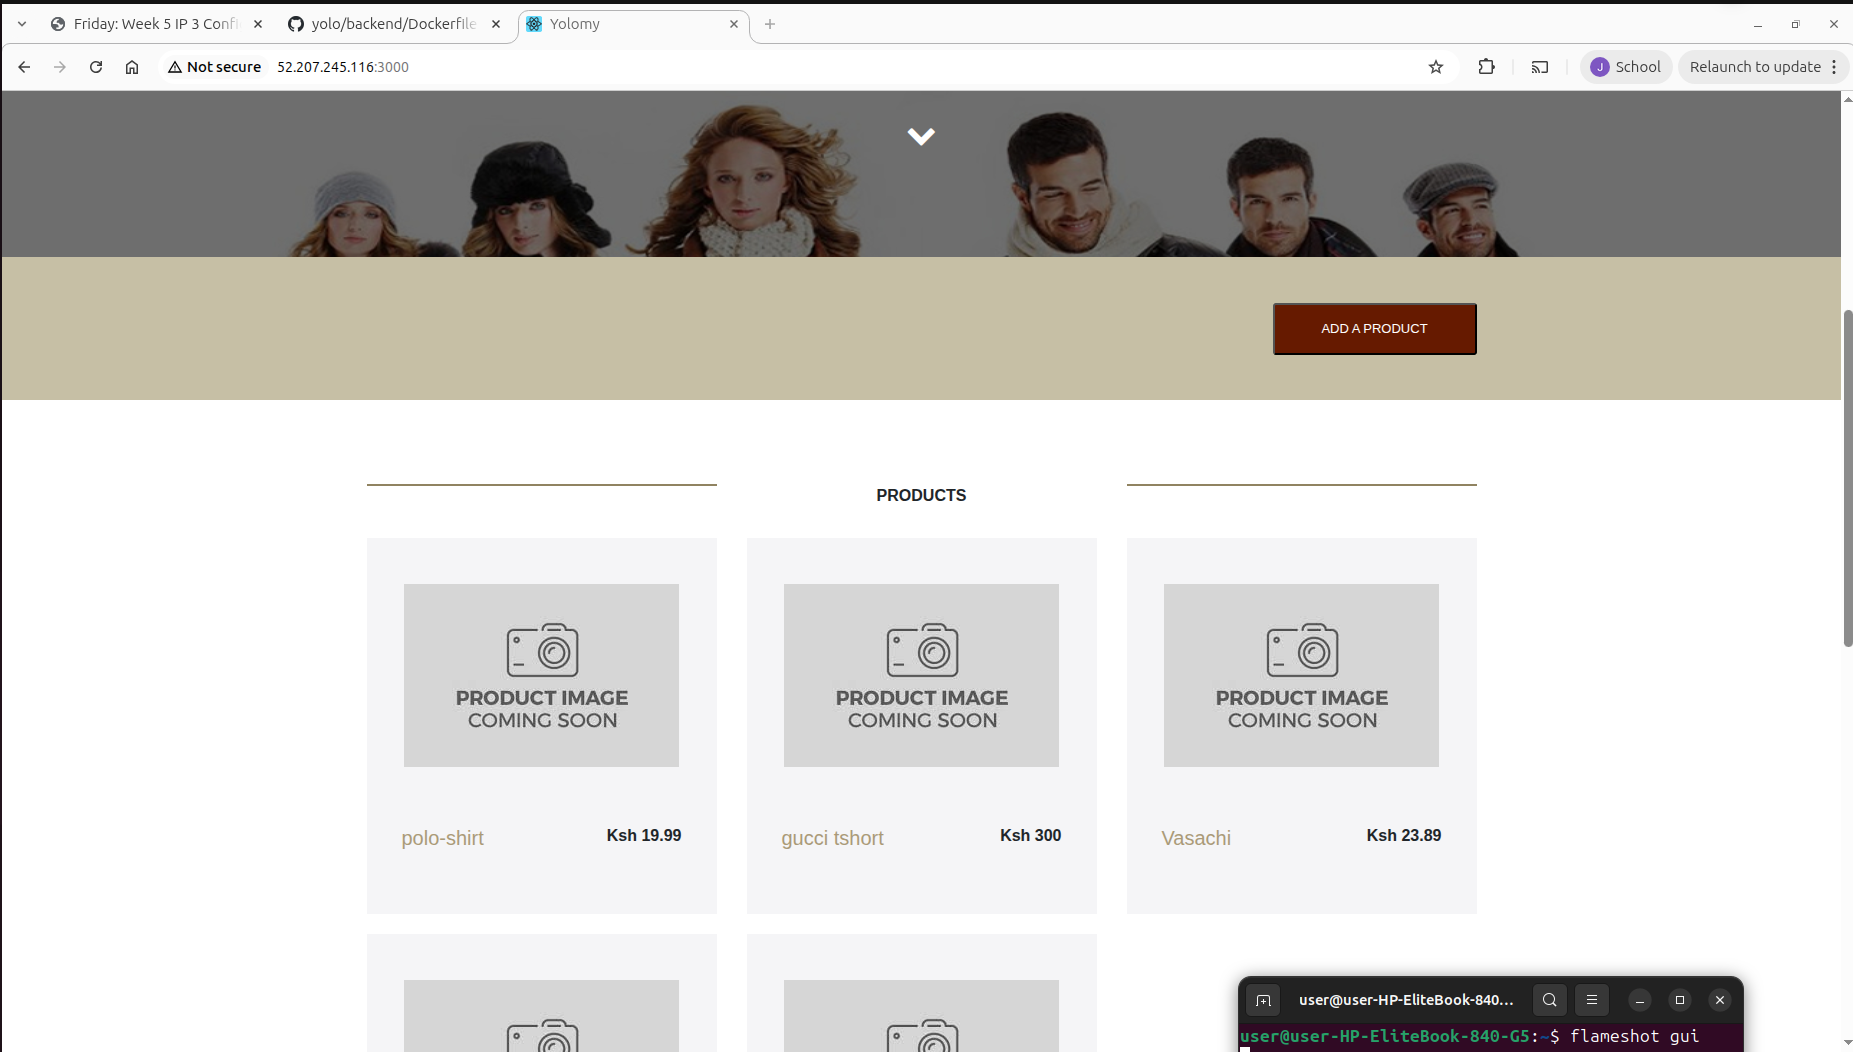 Friday: Week 5 IP 3 Confi
yolo/backend/Dockerfile
Yolomy
Not secure
52.207.245.116:3000
J
School
Relaunch to update
ADD A PRODUCT
PRODUCTS
PRODUCT IMAGE
COMING SOON
PRODUCT IMAGE
COMING SOON
PRODUCT IMAGE
COMING SOON
polo-shirt
Ksh 19.99
gucci tshort
Ksh 300
Vasachi
Ksh 23.89
user@user-HP-EliteBook-840...
user@user-HP-EliteBook-840-G5:~$ flameshot gui